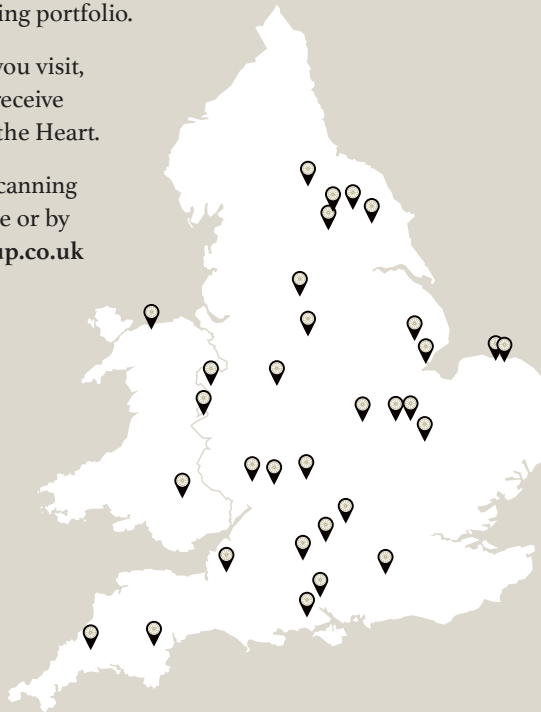 ing portfolio.
you visit,
receive
the Heart.
canning
e or by
up.co.uk